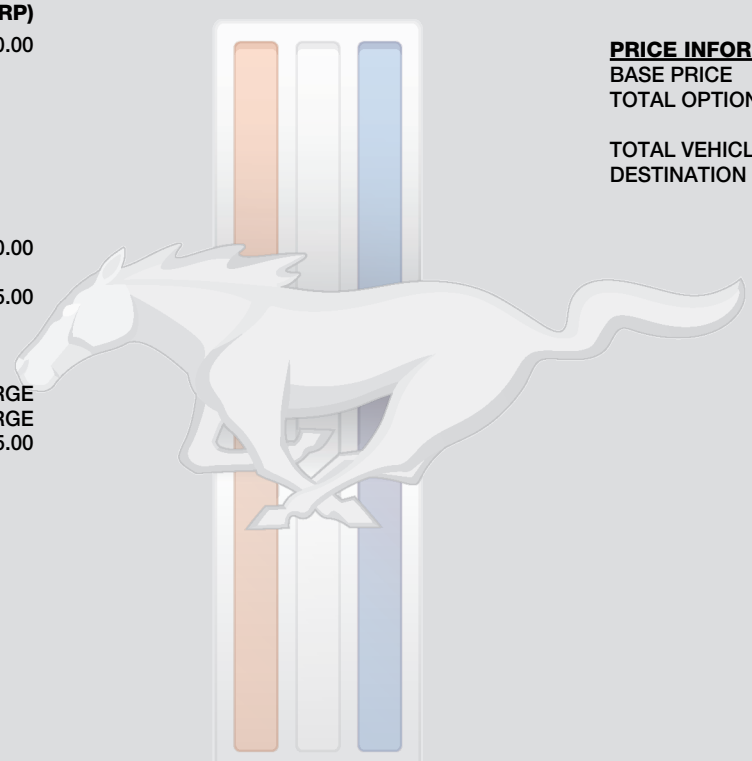 RP)
0.00
0.00
5.00
RGE
RGE
5.00
PRICE INFOR
BASE PRICE
TOTAL OPTION
TOTAL VEHICL
DESTINATION